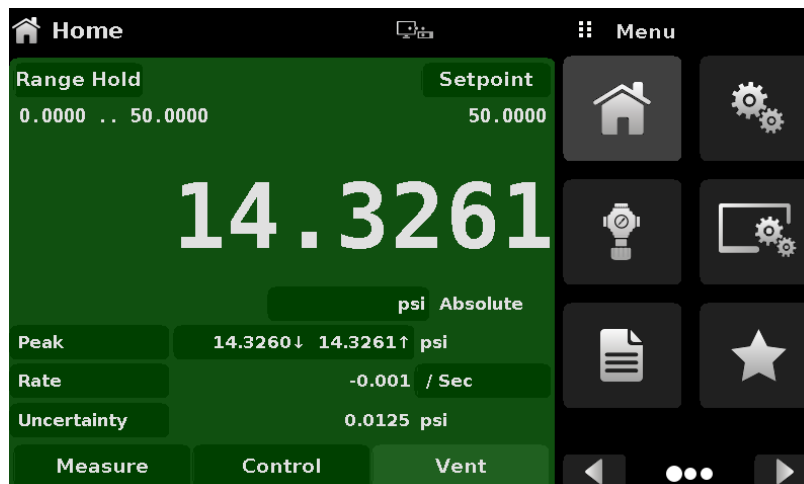 Home
Menu
Range Hold Setpoint
0.0000 .. 50.0000 50.0000
14.3261
psi Absolute
Peak 14.3260↓ 14.3261↑ psi
Rate -0.001 / Sec
Uncertainty 0.0125 psi
Measure Control Vent